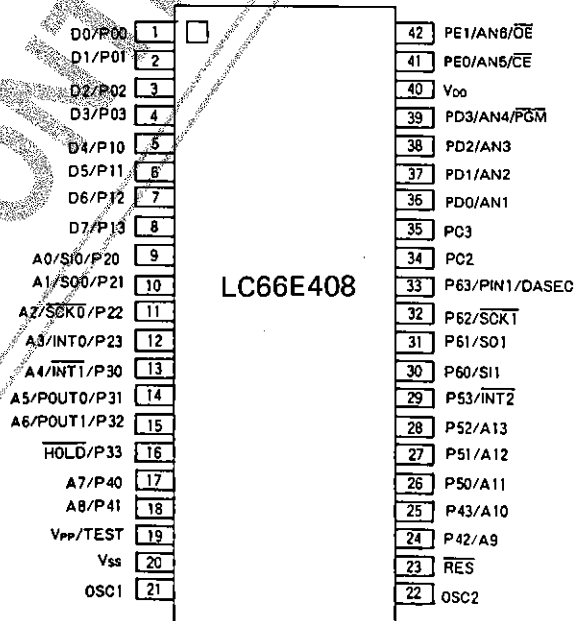 D0/P00 1
D1/P01 2
D2/P02 3
D3/P03 4
D4/P10 5
D5/P11 6
D6/P12 7
D7/P13 8
A0/SI0/P20 9
A1/SO0/P21 10
A2/SCK0/P22 11
A3/INT0/P23 12
A4/INT1/P30 13
A5/POUT0/P31 14
A6/POUT1/P32 15
HOLD/P33 16
A7/P40 17
A8/P41 18
VPP/TEST 19
Vss 20
OSC1 21
LC66E408
42 PE1/AN6/OE
41 PE0/AN5/CE
40 VDD
39 PD3/AN4/PGM
38 PD2/AN3
37 PD1/AN2
36 PD0/AN1
35 PC3
34 PC2
33 P63/PIN1/DASEC
32 P62/SCK1
31 P61/SO1
30 P60/SI1
29 P53/INT2
28 P52/A13
27 P51/A12
26 P50/A11
25 P43/A10
24 P42/A9
23 RES
22 OSC2